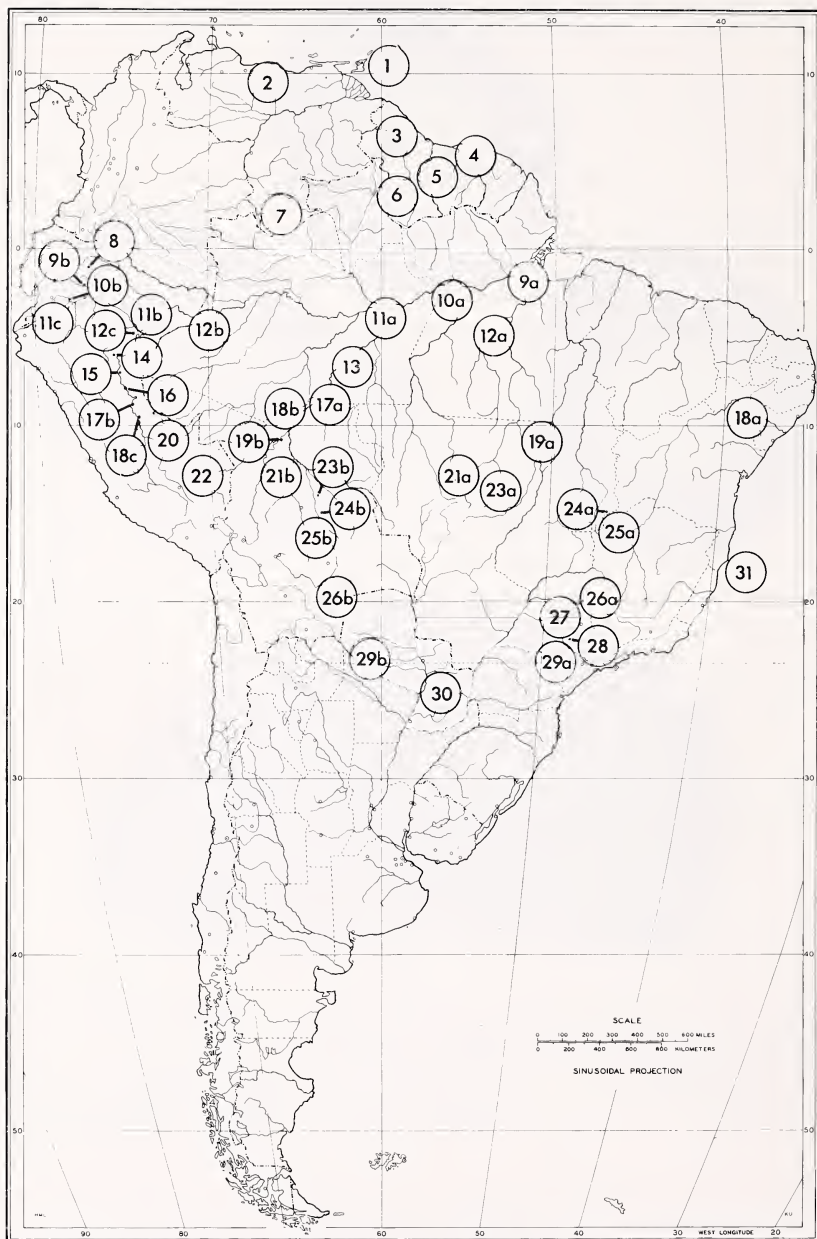 80 70 60 50 40
10 10
1
2
3
4
5
6
7
8
0 0
9b
9a
10b
10a
11b
11c
11a
12c
12b
12a
14
13
15
16
17b
17a
18b
18a
10 10
18c
20
19b
19a
22
21b
23b
21a
23a
24b
24a
25b
25a
31
26b
26a
20 20
27
28
29b
29a
30
30 30
40 40
SCALE
0 100 200 300 400 500 600 MILES
0 200 400 600 800 KILOMETERS
SINUSOIDAL PROJECTION
50 50
HML KU
90 80 70 60 50 40 30 WEST LONGITUDE 20